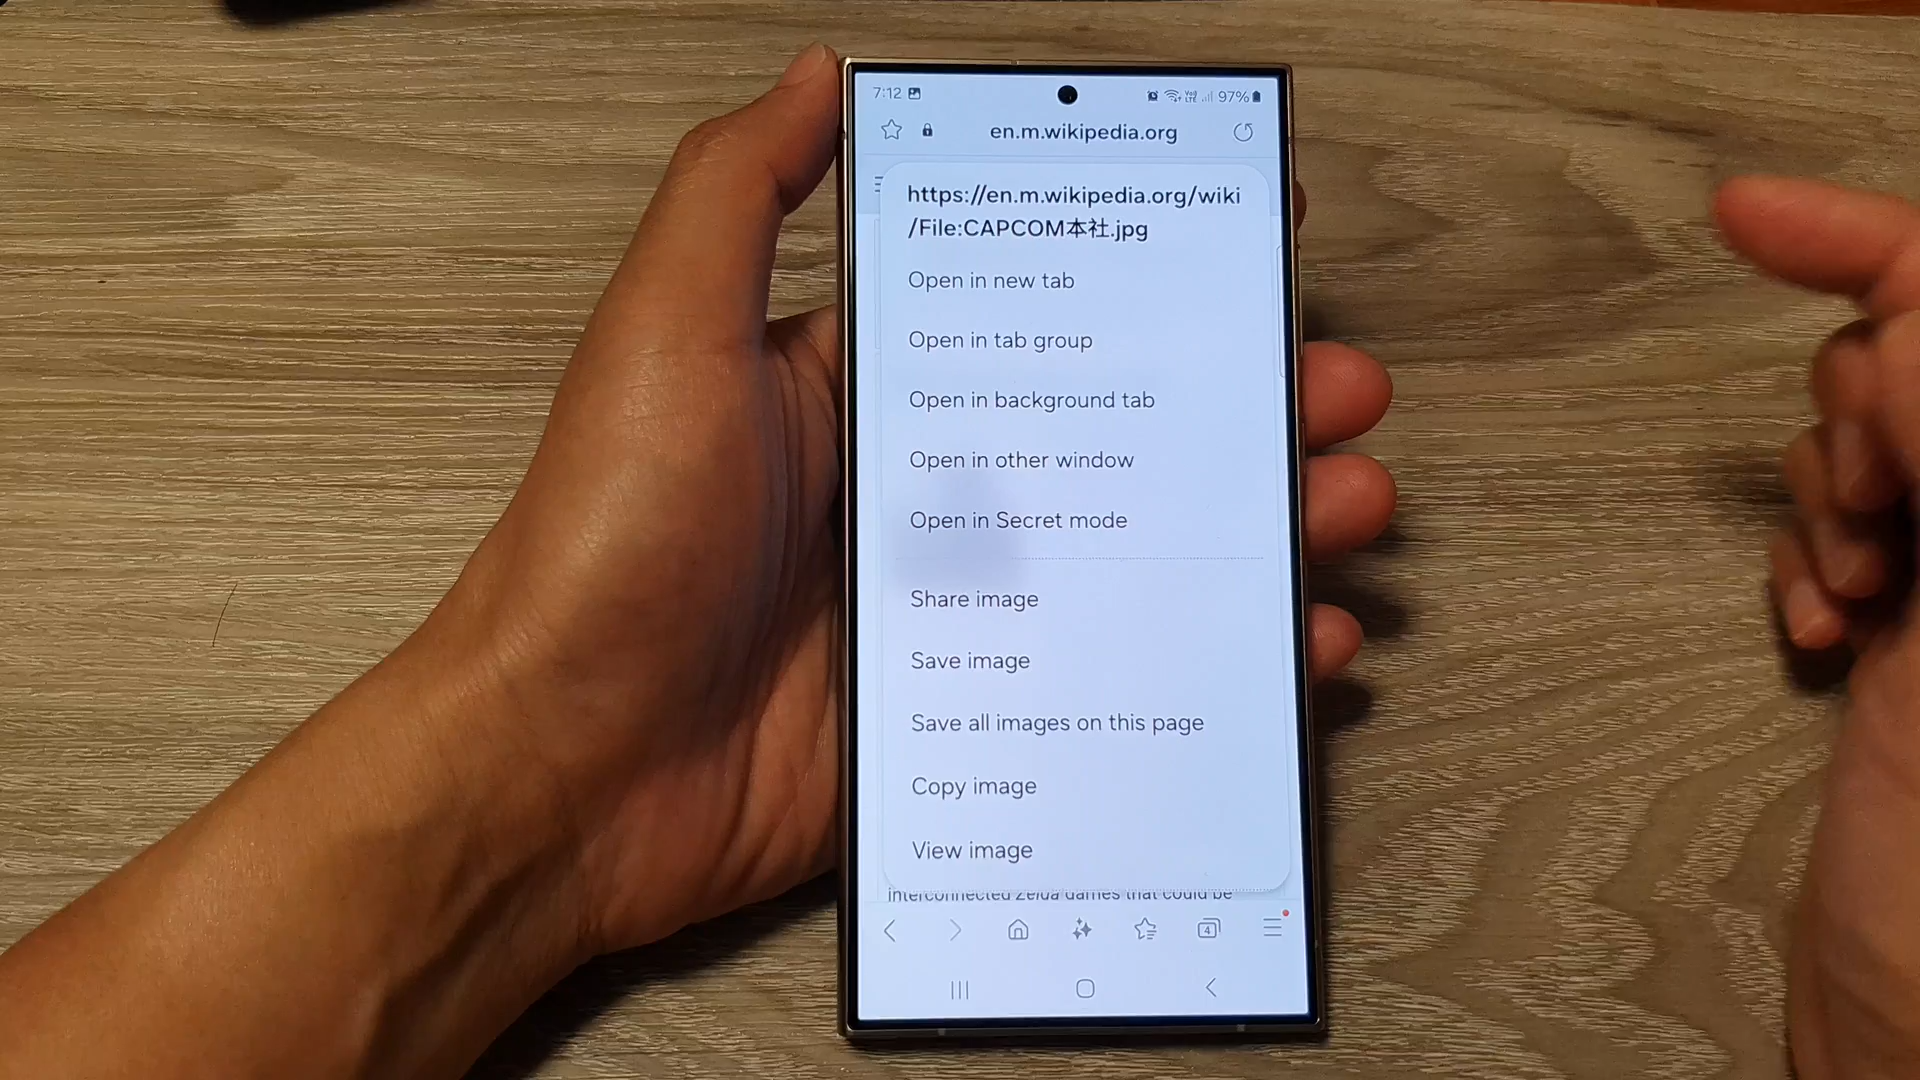 7:12 97%
en.m.wikipedia.org
https://en.m.wikipedia.org/wiki
/File:CAPCOM本社.jpg
Open in new tab
Open in tab group
Open in background tab
Open in other window
Open in Secret mode
Share image
Save image
Save all images on this page
Copy image
View image
interconnected Zelda games that could be
4